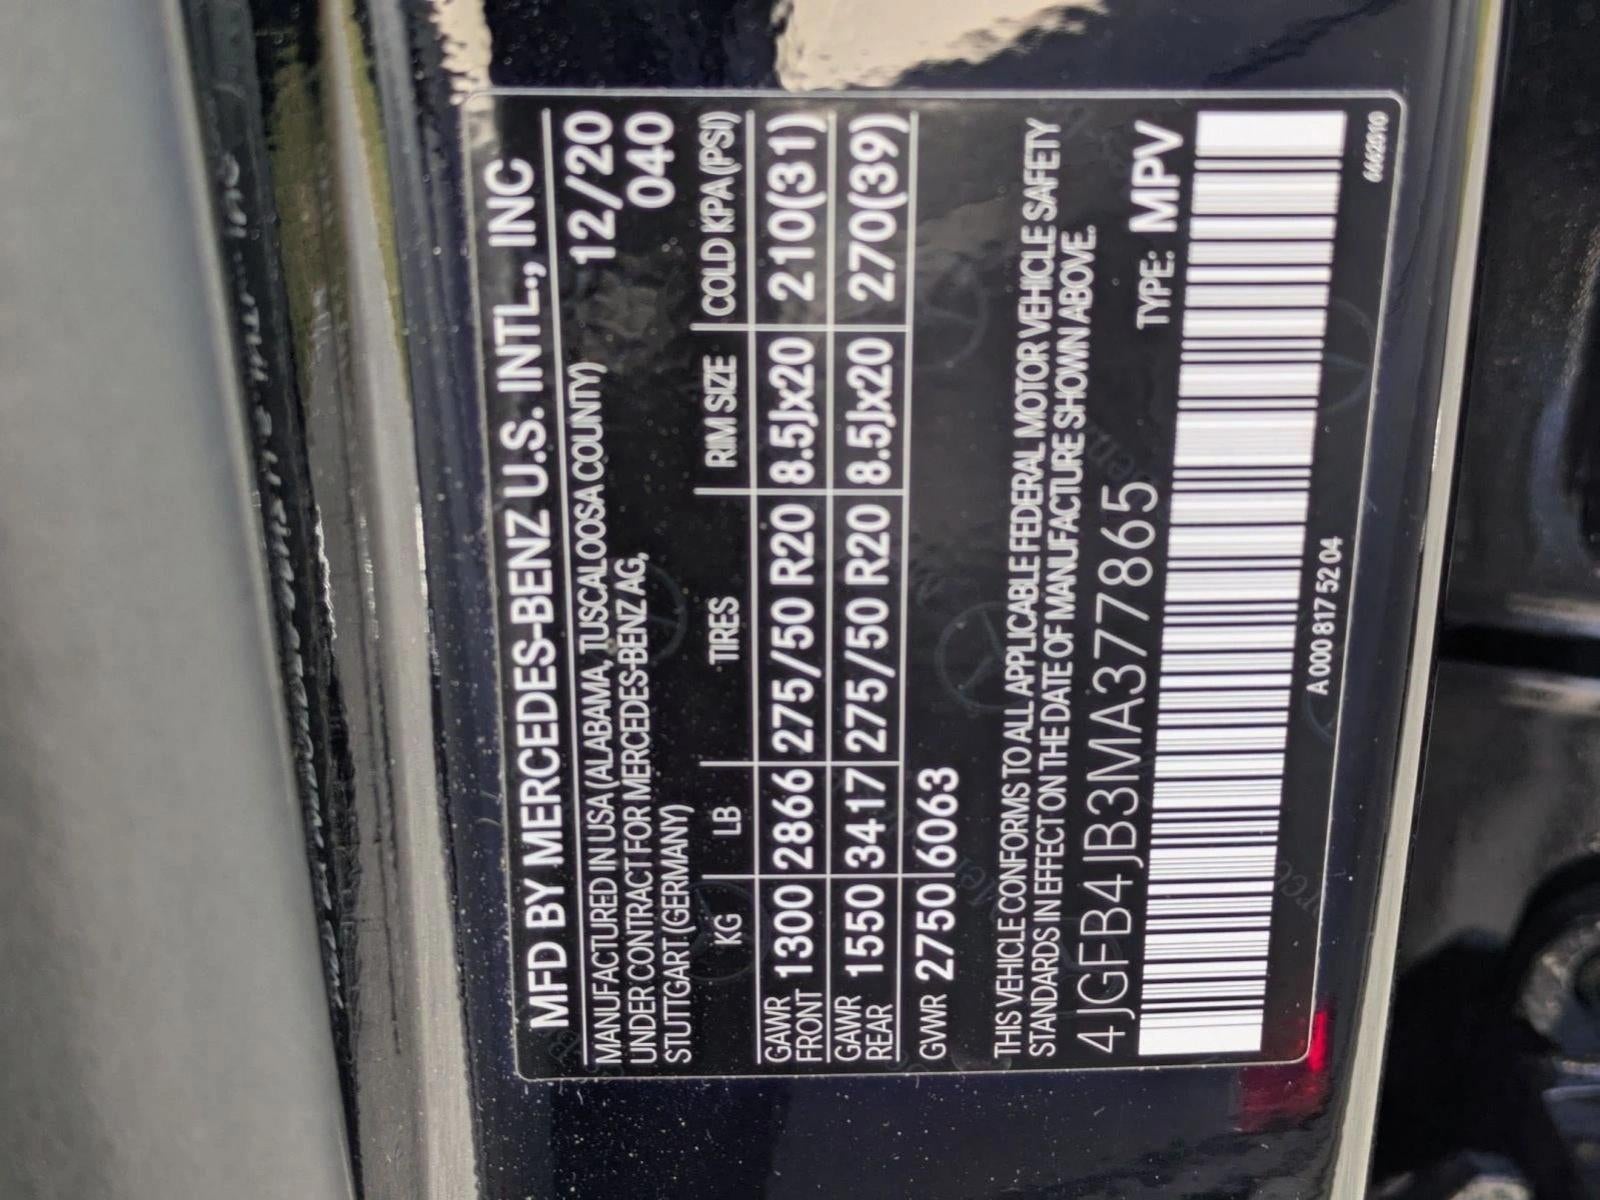 MFD BY MERCEDES-BENZ U.S. INTL., INC
MANUFACTURED IN USA (ALABAMA, TUSCALOOSA COUNTY) 12/20
UNDER CONTRACT FOR MERCEDES-BENZ AG, 040
STUTTGART (GERMANY)
KG LB TIRES RIM SIZE COLD KPA (PSI)
GAWR FRONT 1300 2866 275/50 R20 8.5Jx20 210(31)
GAWR REAR 1550 3417 275/50 R20 8.5Jx20 270(39)
GVWR 2750 6063
THIS VEHICLE CONFORMS TO ALL APPLICABLE FEDERAL MOTOR VEHICLE SAFETY
STANDARDS IN EFFECT ON THE DATE OF MANUFACTURE SHOWN ABOVE.
4JGFB4JB3MA377865 TYPE: MPV
A 000 817 52 04